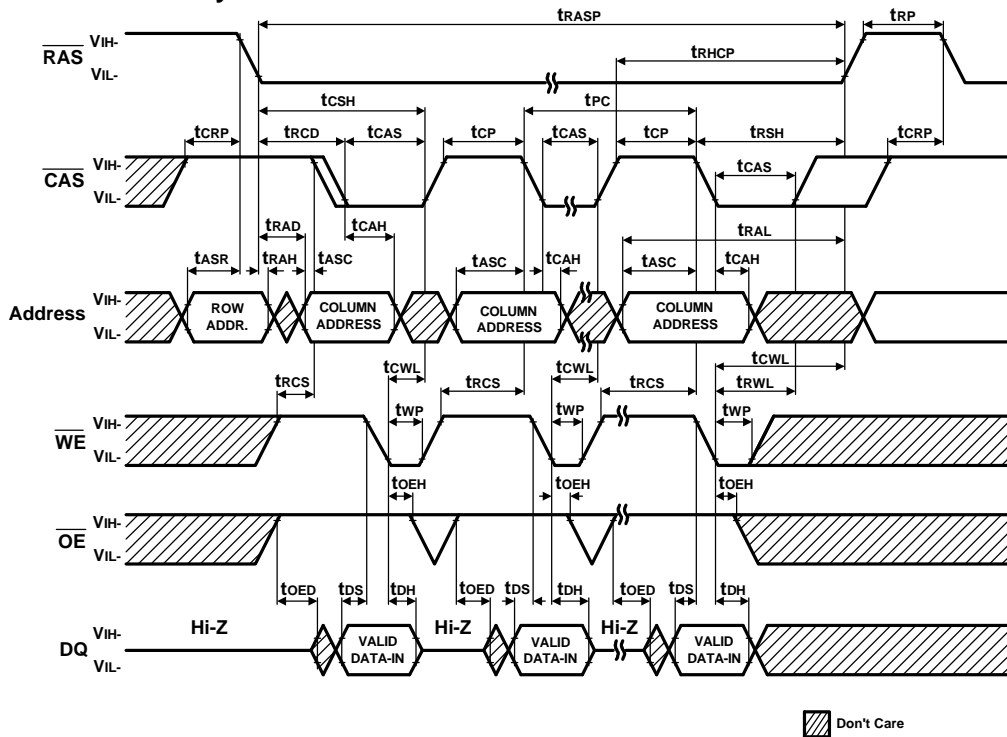 tRASP
tRP
RAS
VIH-
VIL-
tRHCP
tCSH
tPC
tCRP
tRCD
tCAS
tCP
tCAS
tCP
tRSH
tCRP
CAS
VIH-
VIL-
tCAS
tRAD
tCAH
tRAL
tASR
tRAH
tASC
tASC
tCAH
tASC
tCAH
Address
VIH-
VIL-
ROW
ADDR.
COLUMN
ADDRESS
COLUMN
ADDRESS
COLUMN
ADDRESS
tCWL
tCWL
tCWL
tRCS
tRCS
tRCS
tRWL
tWP
tWP
tWP
WE
VIH-
VIL-
tOEH
tOEH
tOEH
OE
VIH-
VIL-
tOED
tDS
tDH
tOED
tDS
tDH
tOED
tDS
tDH
DQ
VIH-
VIL-
Hi-Z
VALID
DATA-IN
Hi-Z
VALID
DATA-IN
Hi-Z
VALID
DATA-IN
Don't Care